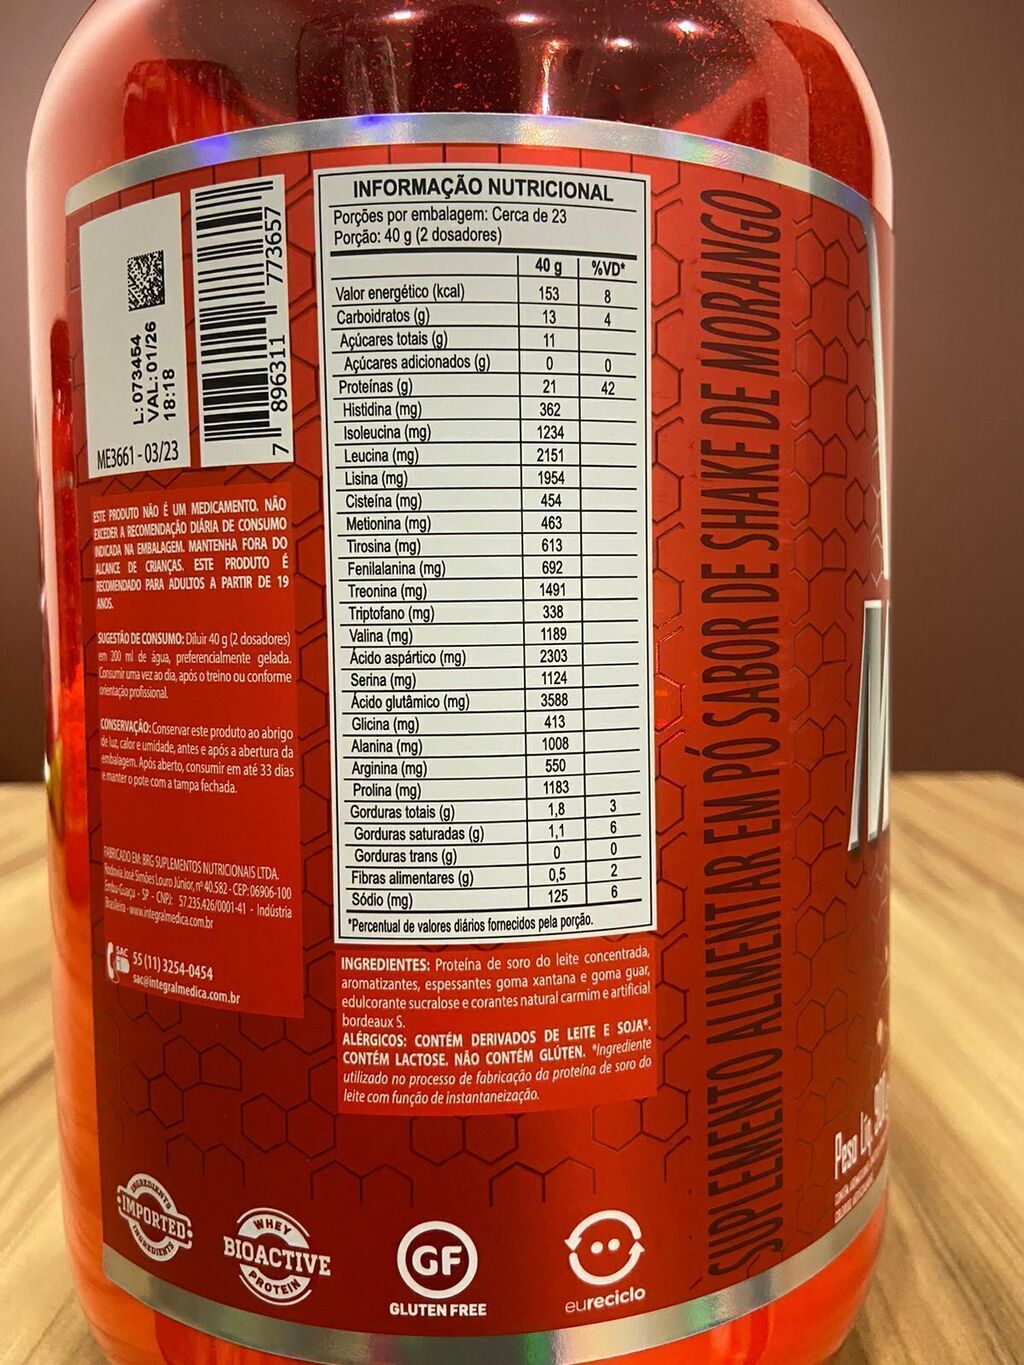 L: 073454
VAL: 01/26
18:18
ME3661 - 03/23
7 896311 773657
ESTE PRODUTO NÃO É UM MEDICAMENTO. NÃO
EXCEDER A RECOMENDAÇÃO DIÁRIA DE CONSUMO
INDICADA NA EMBALAGEM. MANTENHA FORA DO
ALCANCE DE CRIANÇAS. ESTE PRODUTO É
RECOMENDADO PARA ADULTOS A PARTIR DE 19
ANOS.
SUGESTÃO DE CONSUMO: Diluir 40 g (2 dosadores)
em 200 ml de água, preferencialmente gelada.
Consumir uma vez ao dia, após o treino ou conforme
orientação profissional.
CONSERVAÇÃO: Conservar este produto ao abrigo
de luz, calor e umidade, antes e após a abertura da
embalagem. Após aberto, consumir em até 33 dias
e manter o pote com a tampa fechada.
FABRICADO EM: BRG SUPLEMENTOS NUTRICIONAIS LTDA.
Rodovia José Simões Louro Júnior, nº 40.582 - CEP: 06906-100
Embu-Guaçu - SP - CNPJ: 57.235.426/0001-41 - Indústria
Brasileira - www.integralmedica.com.br
SAC
55 (11) 3254-0454
sac@integralmedica.com.br
INFORMAÇÃO NUTRICIONAL
Porções por embalagem: Cerca de 23
Porção: 40 g (2 dosadores)
40 g %VD*
Valor energético (kcal) 153 8
Carboidratos (g) 13 4
Açúcares totais (g) 11
Açúcares adicionados (g) 0 0
Proteínas (g) 21 42
Histidina (mg) 362
Isoleucina (mg) 1234
Leucina (mg) 2151
Lisina (mg) 1954
Cisteína (mg) 454
Metionina (mg) 463
Tirosina (mg) 613
Fenilalanina (mg) 692
Treonina (mg) 1491
Triptofano (mg) 338
Valina (mg) 1189
Ácido aspártico (mg) 2303
Serina (mg) 1124
Ácido glutâmico (mg) 3588
Glicina (mg) 413
Alanina (mg) 1008
Arginina (mg) 550
Prolina (mg) 1183
Gorduras totais (g) 1,8 3
Gorduras saturadas (g) 1,1 6
Gorduras trans (g) 0 0
Fibras alimentares (g) 0,5 2
Sódio (mg) 125 6
*Percentual de valores diários fornecidos pela porção.
INGREDIENTES: Proteína de soro do leite concentrada,
aromatizantes, espessantes goma xantana e goma guar,
edulcorante sucralose e corantes natural carmim e artificial
bordeaux S.
ALÉRGICOS: CONTÉM DERIVADOS DE LEITE E SOJA*.
CONTÉM LACTOSE. NÃO CONTÉM GLÚTEN. *Ingrediente
utilizado no processo de fabricação da proteína de soro do
leite com função de instantaneização.
SUPLEMENTO ALIMENTAR EM PÓ SABOR DE SHAKE DE MORANGO
Peso Líq.
INGREDIENTS
IMPORTED
INGREDIENTS
WHEY
BIOACTIVE
PROTEIN
GF
GLUTEN FREE
eureciclo